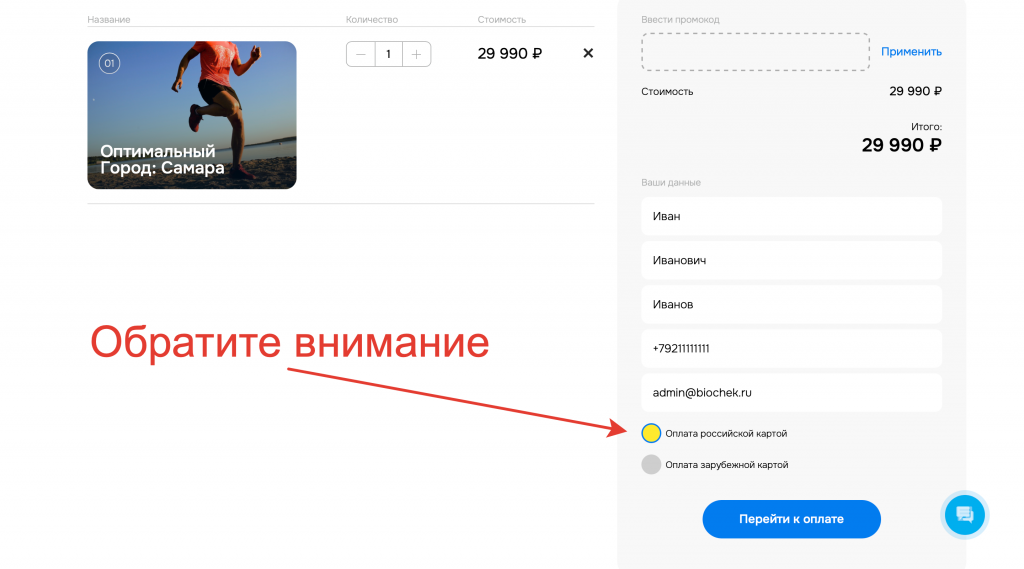 Название
Количество
Стоимость
01
Оптимальный
Город: Самара
1
29 990 ₽
Ввести промокод
Применить
Стоимость
29 990 ₽
Итого:
29 990 ₽
Ваши данные
Иван
Иванович
Иванов
+79211111111
admin@biochek.ru
Обратите внимание
Оплата российской картой
Оплата зарубежной картой
Перейти к оплате